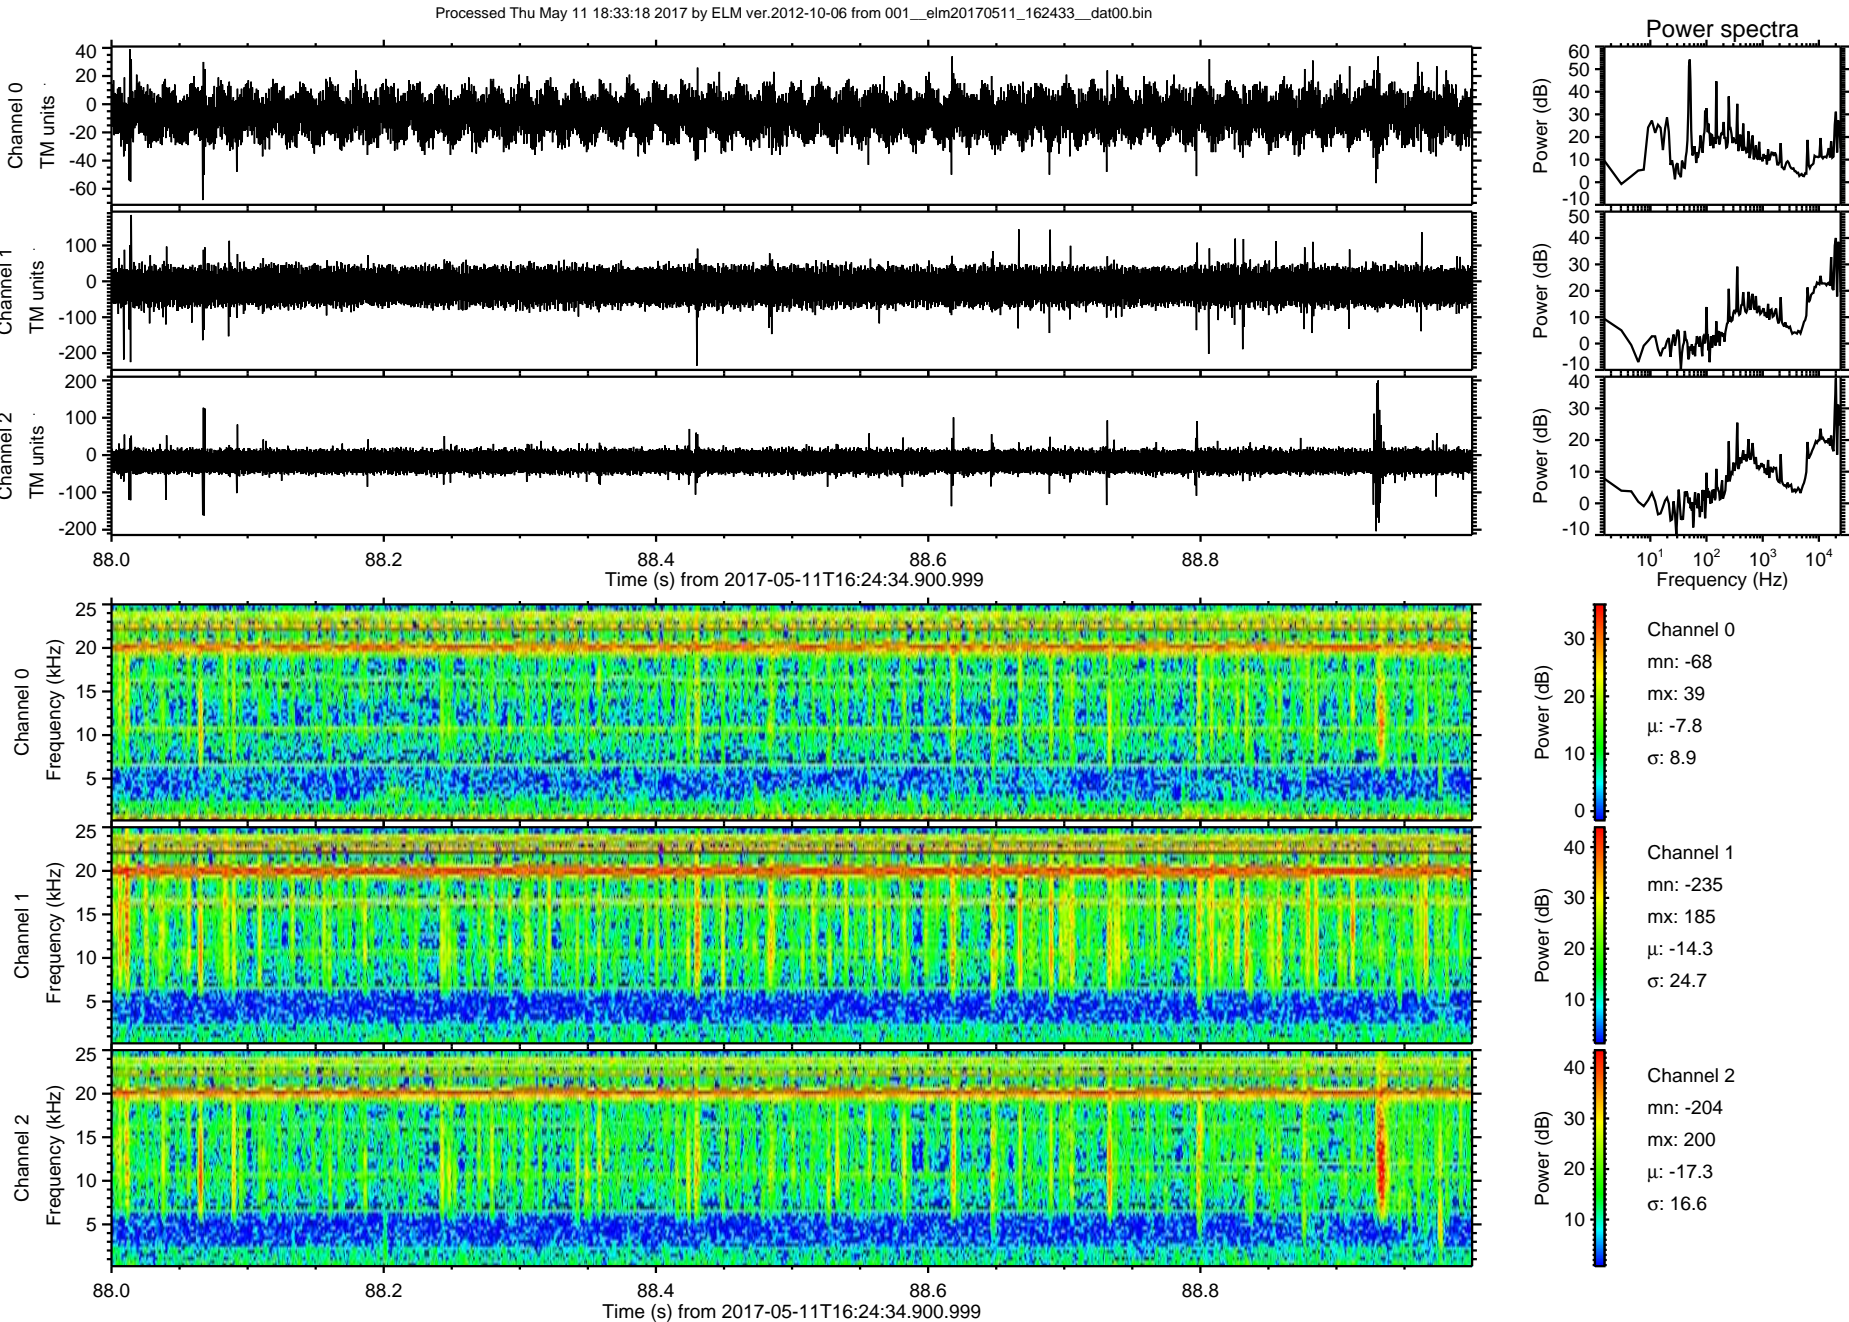 Processed Thu May 11 18:33:18 2017 by ELM ver.2012-10-06 from 001__elm20170511_162433__dat00.bin
Power spectra
Channel 0
TM units
40
20
0
-20
-40
-60
Power (dB)
60
50
40
30
20
10
0
-10
Channel 1
TM units
100
0
-100
-200
Power (dB)
50
40
30
20
10
0
-10
Channel 2
TM units
200
100
0
-100
-200
Power (dB)
40
30
20
10
0
-10
88.0 88.2 88.4 88.6 88.8
Time (s) from 2017-05-11T16:24:34.900.999
10¹ 10² 10³ 10⁴
Frequency (Hz)
Channel 0
Frequency (kHz)
25
20
15
10
5
Power (dB)
30
20
10
0
Channel 0
mn: -68
mx: 39
μ: -7.8
σ: 8.9
Channel 1
Frequency (kHz)
25
20
15
10
5
Power (dB)
40
30
20
10
Channel 1
mn: -235
mx: 185
μ: -14.3
σ: 24.7
Channel 2
Frequency (kHz)
25
20
15
10
5
Power (dB)
40
30
20
10
Channel 2
mn: -204
mx: 200
μ: -17.3
σ: 16.6
88.0 88.2 88.4 88.6 88.8
Time (s) from 2017-05-11T16:24:34.900.999